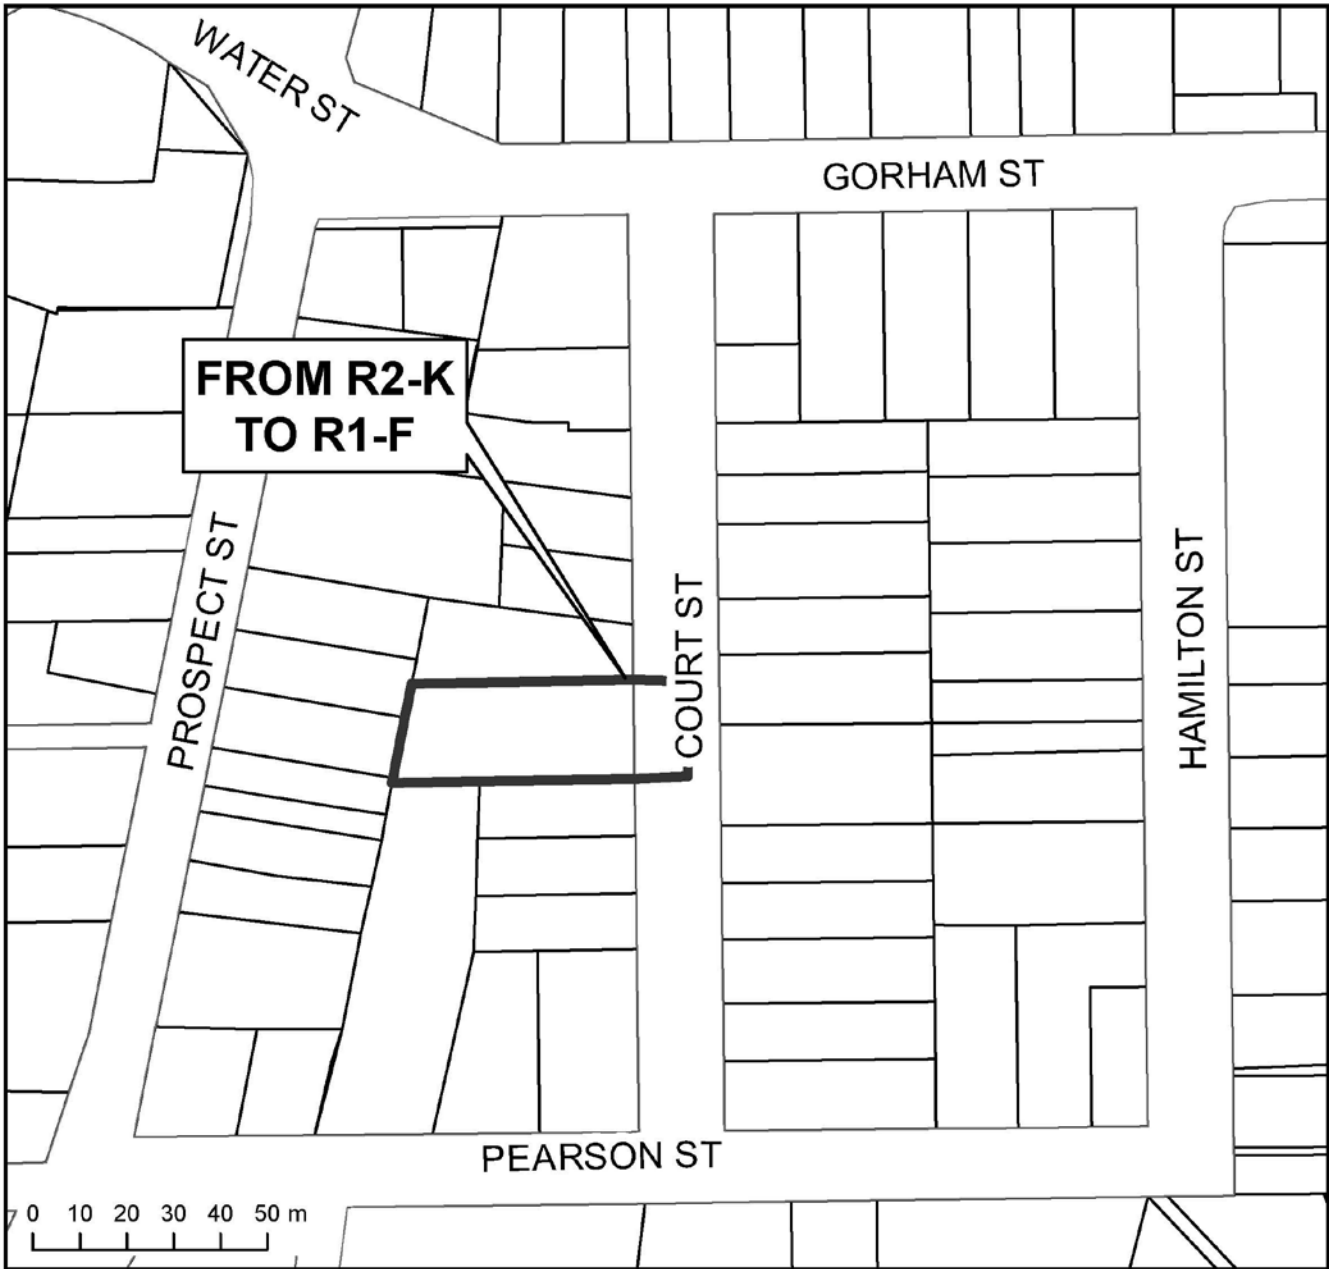 WATER ST
GORHAM ST
FROM R2-K
TO R1-F
PROSPECT ST
COURT ST
HAMILTON ST
PEARSON ST
0 10 20 30 40 50 m